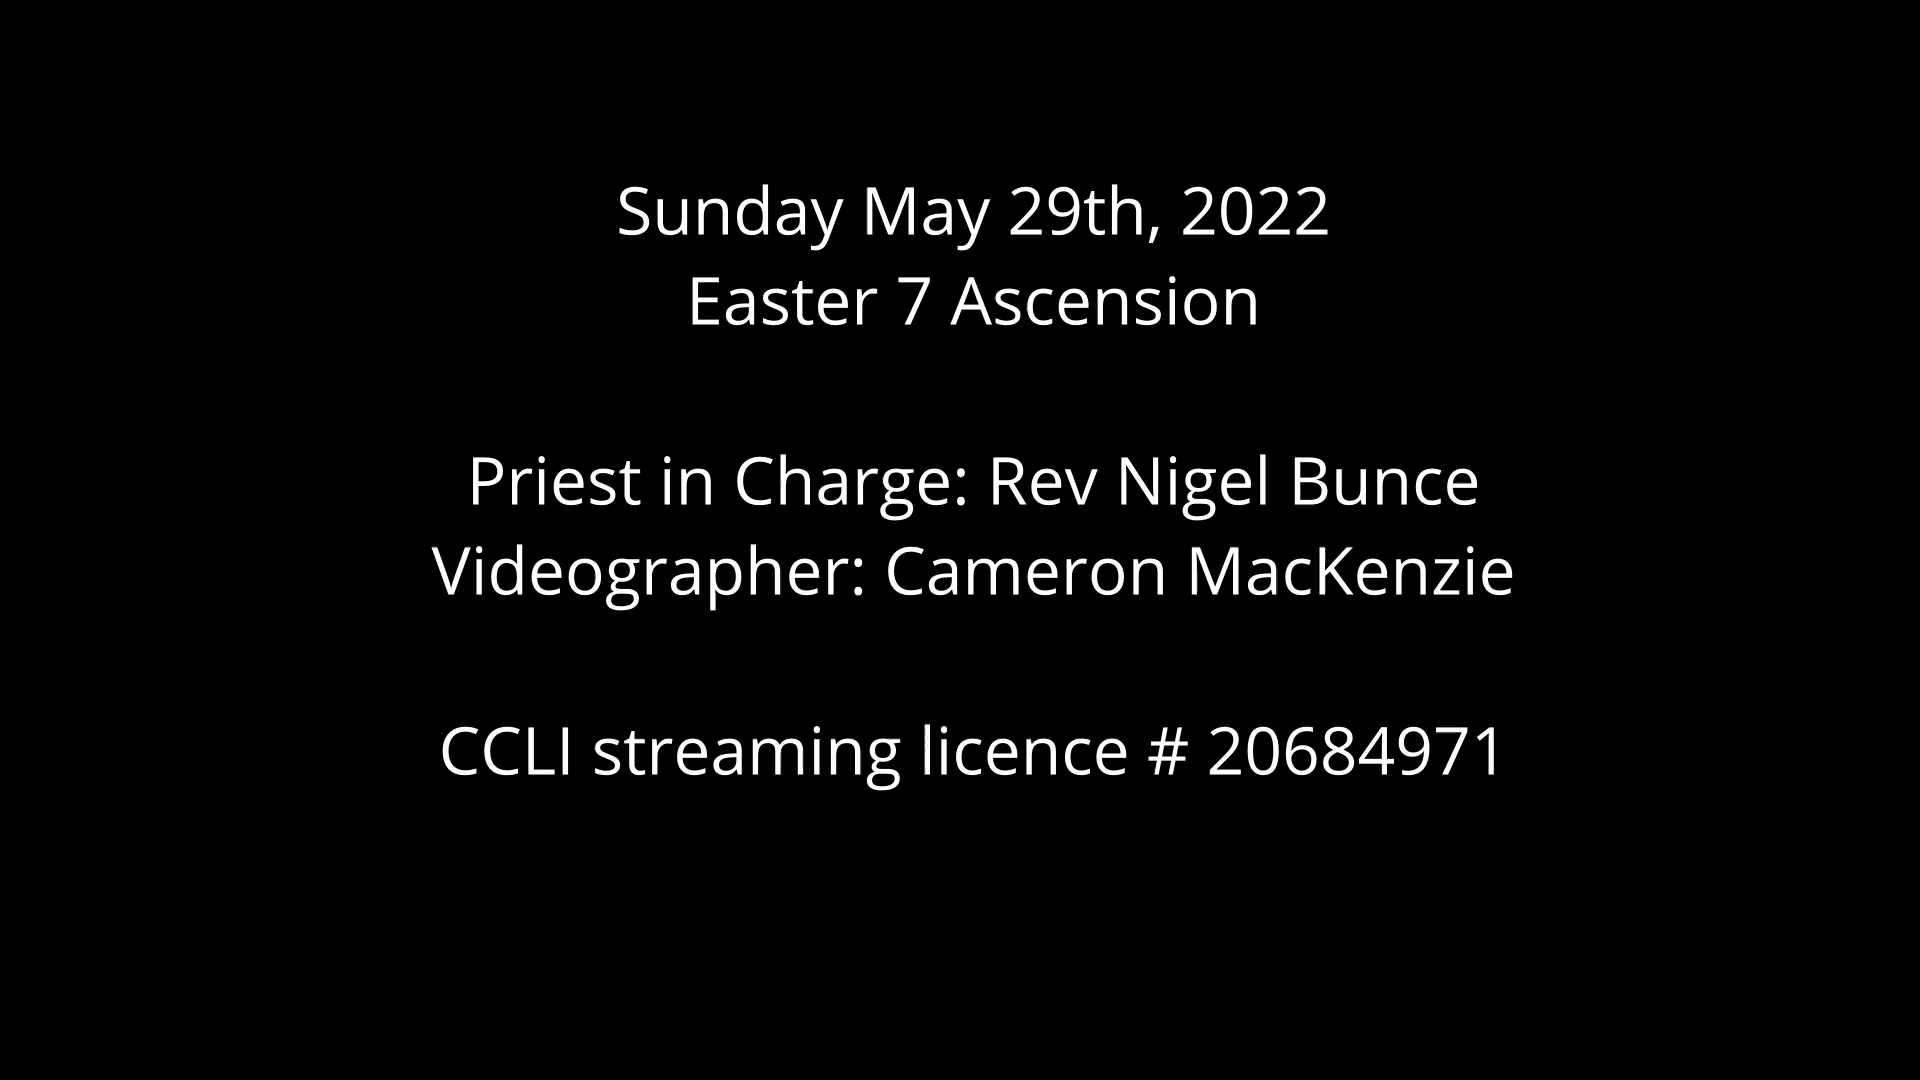 Sunday May 29th, 2022
Easter 7 Ascension
Priest in Charge: Rev Nigel Bunce
Videographer: Cameron MacKenzie
CCLI streaming licence # 20684971